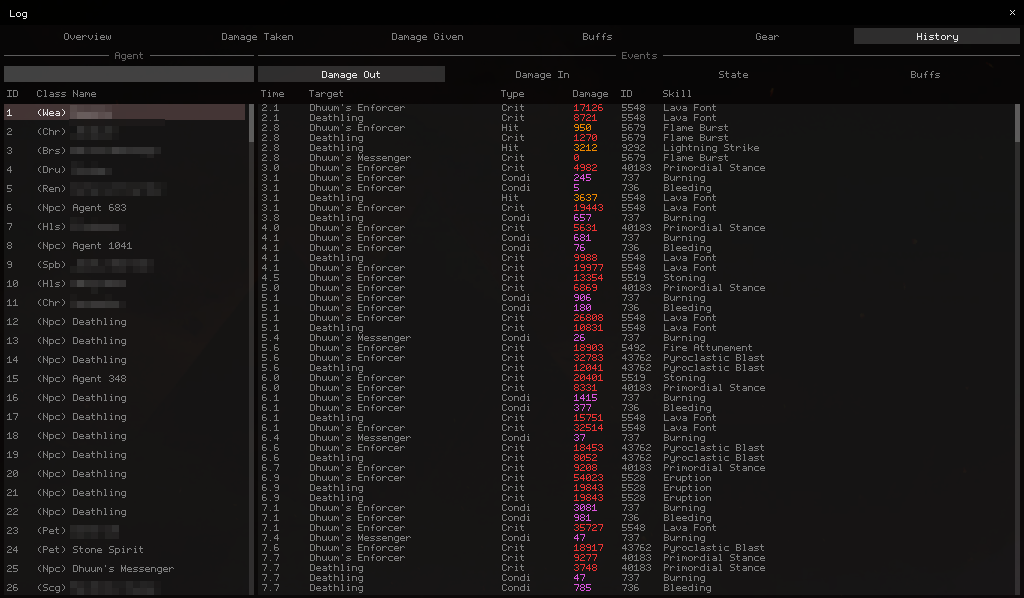 Log ×
Overview Damage Taken Damage Given Buffs Gear History
Agent
Events
Damage Out Damage In State Buffs
ID Class Name
1 (Wea)
2 (Chr)
3 (Brs)
4 (Dru)
5 (Ren)
6 (Npc) Agent 683
7 (Hls)
8 (Npc) Agent 1041
9 (Spb)
10 (Hls)
11 (Chr)
12 (Npc) Deathling
13 (Npc) Deathling
14 (Npc) Deathling
15 (Npc) Agent 348
16 (Npc) Deathling
17 (Npc) Deathling
18 (Npc) Deathling
19 (Npc) Deathling
20 (Npc) Deathling
21 (Npc) Deathling
22 (Npc) Deathling
23 (Pet)
24 (Pet) Stone Spirit
25 (Npc) Dhuum's Messenger
26 (Scg)
Time Target Type Damage ID Skill
2.1 Dhuum's Enforcer Crit 17126 5548 Lava Font
2.1 Deathling Crit 8721 5548 Lava Font
2.8 Dhuum's Enforcer Hit 950 5679 Flame Burst
2.8 Deathling Crit 1270 5679 Flame Burst
2.8 Deathling Hit 3212 9292 Lightning Strike
2.8 Dhuum's Messenger Crit 0 5679 Flame Burst
3.0 Dhuum's Enforcer Crit 4982 40183 Primordial Stance
3.1 Dhuum's Enforcer Condi 245 737 Burning
3.1 Dhuum's Enforcer Condi 5 736 Bleeding
3.1 Deathling Hit 3637 5548 Lava Font
3.1 Dhuum's Enforcer Crit 19443 5548 Lava Font
3.8 Deathling Condi 657 737 Burning
4.0 Dhuum's Enforcer Crit 5631 40183 Primordial Stance
4.1 Dhuum's Enforcer Condi 681 737 Burning
4.1 Dhuum's Enforcer Condi 76 736 Bleeding
4.1 Deathling Crit 9988 5548 Lava Font
4.1 Dhuum's Enforcer Crit 19977 5548 Lava Font
4.5 Dhuum's Enforcer Crit 13354 5519 Stoning
5.0 Dhuum's Enforcer Crit 6869 40183 Primordial Stance
5.1 Dhuum's Enforcer Condi 906 737 Burning
5.1 Dhuum's Enforcer Condi 180 736 Bleeding
5.1 Dhuum's Enforcer Crit 26808 5548 Lava Font
5.1 Deathling Crit 10831 5548 Lava Font
5.4 Dhuum's Messenger Condi 26 737 Burning
5.6 Dhuum's Enforcer Crit 18903 5492 Fire Attunement
5.6 Dhuum's Enforcer Crit 32783 43762 Pyroclastic Blast
5.6 Deathling Crit 12041 43762 Pyroclastic Blast
6.0 Dhuum's Enforcer Crit 20401 5519 Stoning
6.0 Dhuum's Enforcer Crit 8331 40183 Primordial Stance
6.1 Dhuum's Enforcer Condi 1415 737 Burning
6.1 Dhuum's Enforcer Condi 377 736 Bleeding
6.1 Deathling Crit 15751 5548 Lava Font
6.1 Dhuum's Enforcer Crit 32514 5548 Lava Font
6.4 Dhuum's Messenger Condi 37 737 Burning
6.6 Dhuum's Enforcer Crit 18453 43762 Pyroclastic Blast
6.6 Deathling Crit 8052 43762 Pyroclastic Blast
6.7 Dhuum's Enforcer Crit 9208 40183 Primordial Stance
6.9 Dhuum's Enforcer Crit 54023 5528 Eruption
6.9 Deathling Crit 19843 5528 Eruption
6.9 Deathling Crit 19843 5528 Eruption
7.1 Dhuum's Enforcer Condi 3081 737 Burning
7.1 Dhuum's Enforcer Condi 981 736 Bleeding
7.1 Dhuum's Enforcer Crit 35727 5548 Lava Font
7.4 Dhuum's Messenger Condi 47 737 Burning
7.6 Dhuum's Enforcer Crit 18917 43762 Pyroclastic Blast
7.7 Dhuum's Enforcer Crit 9277 40183 Primordial Stance
7.7 Deathling Crit 3748 40183 Primordial Stance
7.7 Deathling Condi 47 737 Burning
7.7 Deathling Condi 785 736 Bleeding